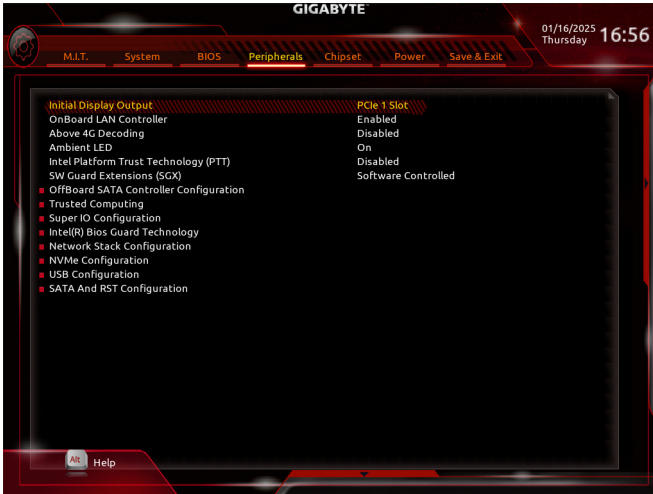 GIGABYTE™
01/16/2025 16:56
Thursday
M.I.T. System BIOS Peripherals Chipset Power Save & Exit
Initial Display Output PCIe 1 Slot
OnBoard LAN Controller Enabled
Above 4G Decoding Disabled
Ambient LED On
Intel Platform Trust Technology (PTT) Disabled
SW Guard Extensions (SGX) Software Controlled
OffBoard SATA Controller Configuration
Trusted Computing
Super IO Configuration
Intel(R) Bios Guard Technology
Network Stack Configuration
NVMe Configuration
USB Configuration
SATA And RST Configuration
Alt Help